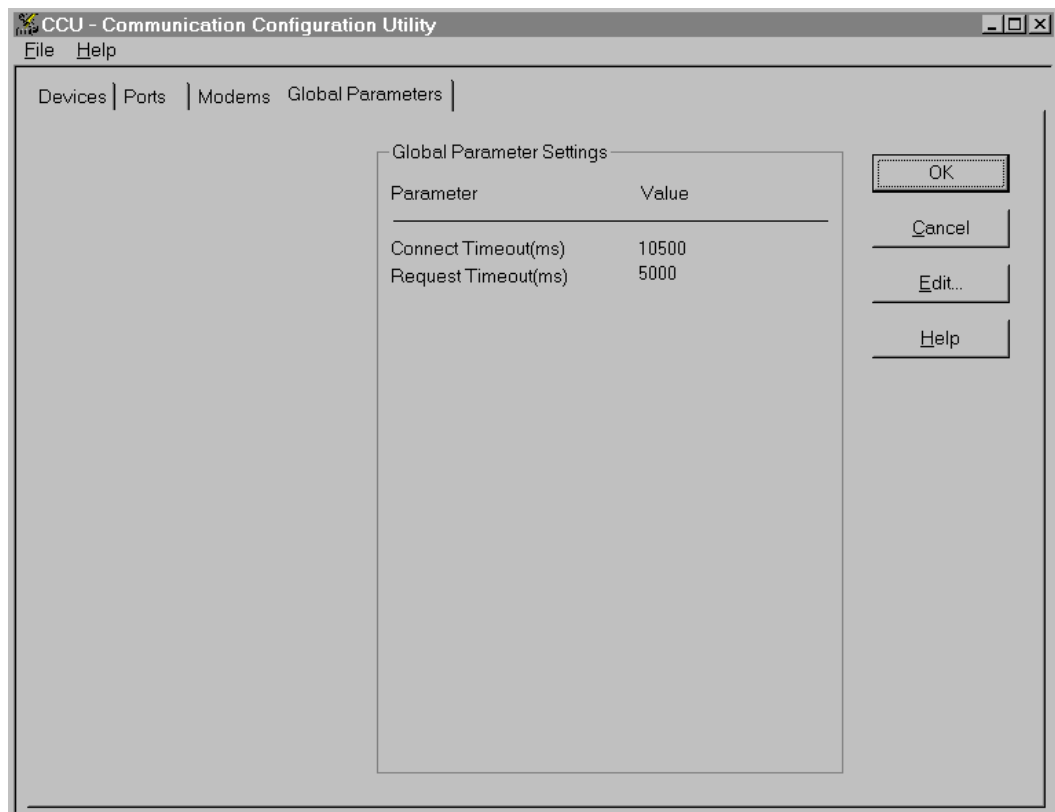 CCU - Communication Configuration Utility
File Help
Devices Ports Modems Global Parameters
Global Parameter Settings
Parameter Value
Connect Timeout(ms) 10500
Request Timeout(ms) 5000
OK
Cancel
Edit...
Help